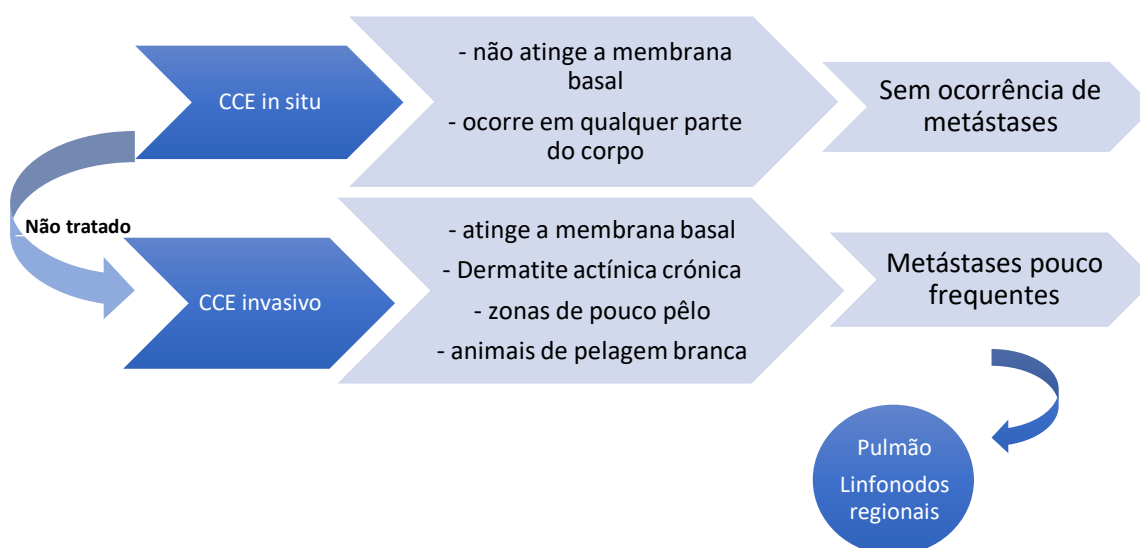 CCE in situ
- não atinge a membrana
basal
- ocorre em qualquer parte
do corpo
Sem ocorrência de
metástases
Não tratado
CCE invasivo
- atinge a membrana basal
- Dermatite actínica crónica
- zonas de pouco pêlo
- animais de pelagem branca
Metástases pouco
frequentes
Pulmão
Linfonodos
regionais